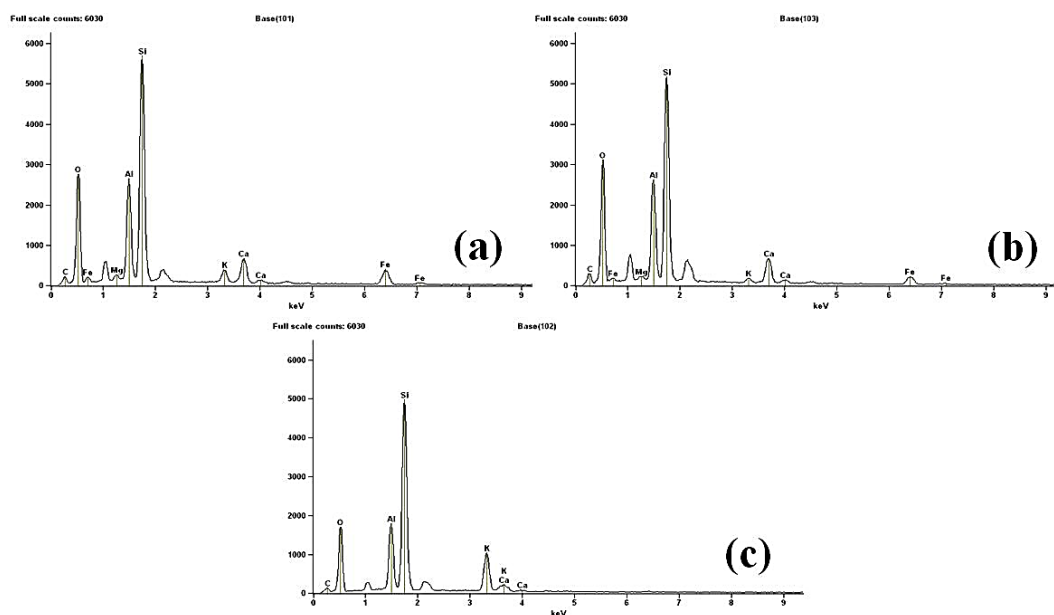 Full scale counts: 6030 Base(101)
6000
5000
4000
3000
2000
1000
0
Si
O
Al
C
Fe
Mg
K
Ca
Ca
Fe
Fe
0 1 2 3 4 5 6 7 8 9
keV
(a)
Full scale counts: 6030 Base(103)
6000
5000
4000
3000
2000
1000
0
Si
O
Al
C
Fe
Mg
K
Ca
Ca
Fe
Fe
0 1 2 3 4 5 6 7 8 9
keV
(b)
Full scale counts: 6030 Base(102)
6000
5000
4000
3000
2000
1000
0
Si
O
Al
C
K
K
Ca
Ca
0 1 2 3 4 5 6 7 8 9
keV
(c)